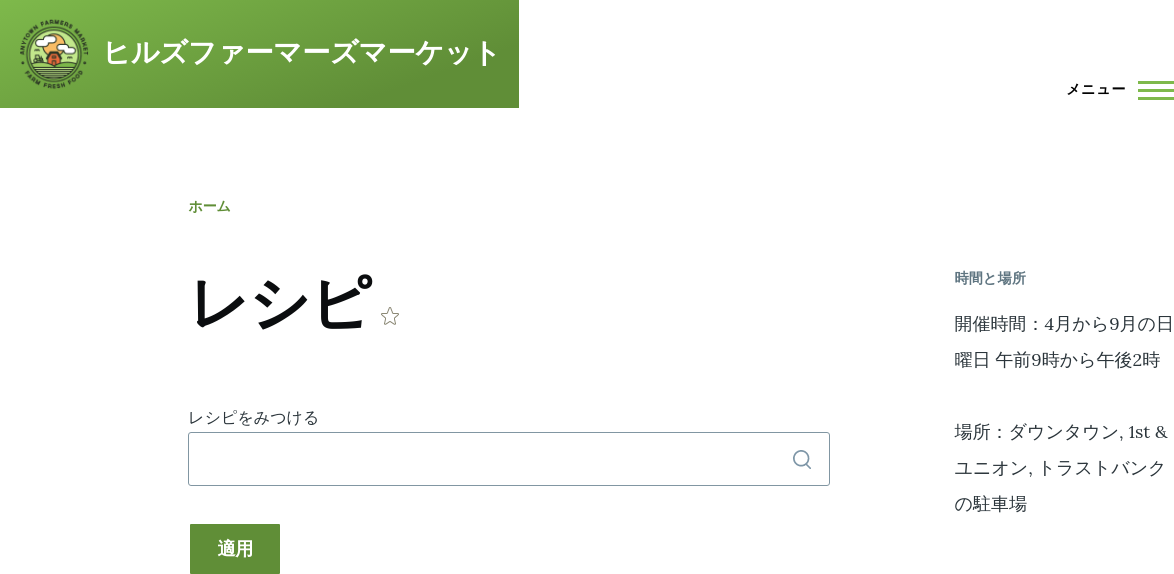 ANYTOWN FARMERS MARKET
FARM FRESH FOOD
ヒルズファーマーズマーケット
メニュー
ホーム
レシピ
時間と場所
開催時間：4月から9月の日
曜日 午前9時から午後2時
場所：ダウンタウン, 1st &
ユニオン, トラストバンク
の駐車場
レシピをみつける
適用